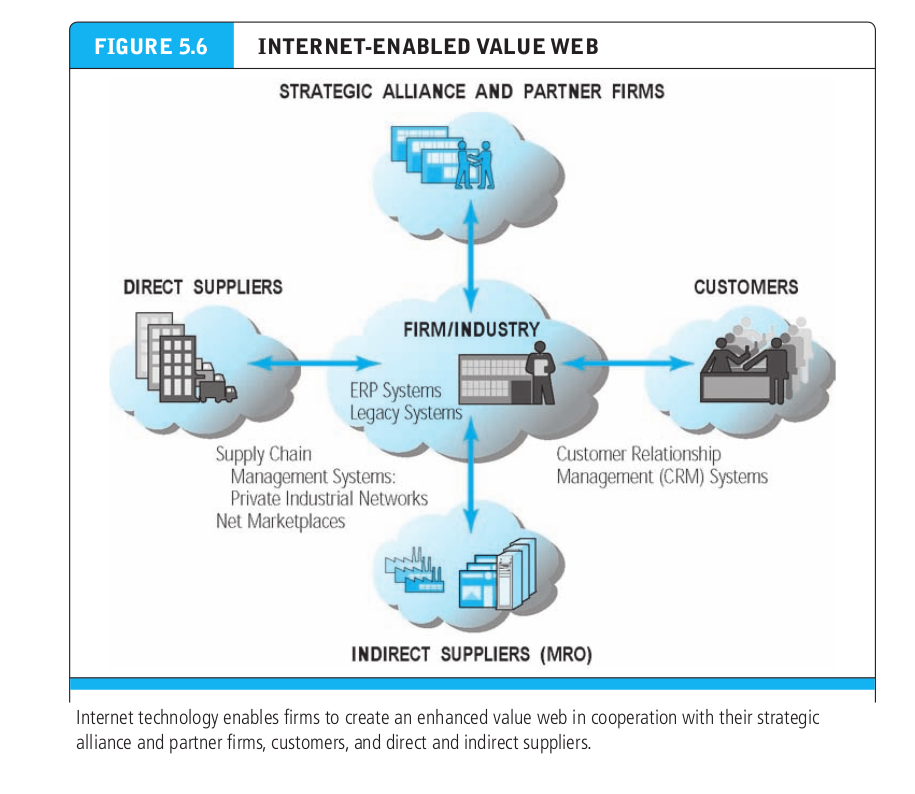 FIGURE 5.6
INTERNET-ENABLED VALUE WEB
STRATEGIC ALLIANCE AND PARTNER FIRMS
DIRECT SUPPLIERS
CUSTOMERS
FIRM/INDUSTRY
ERP Systems
Legacy Systems
Supply Chain
Management Systems:
Private Industrial Networks
Net Marketplaces
Customer Relationship
Management (CRM) Systems
INDIRECT SUPPLIERS (MRO)
Internet technology enables firms to create an enhanced value web in cooperation with their strategic
alliance and partner firms, customers, and direct and indirect suppliers.